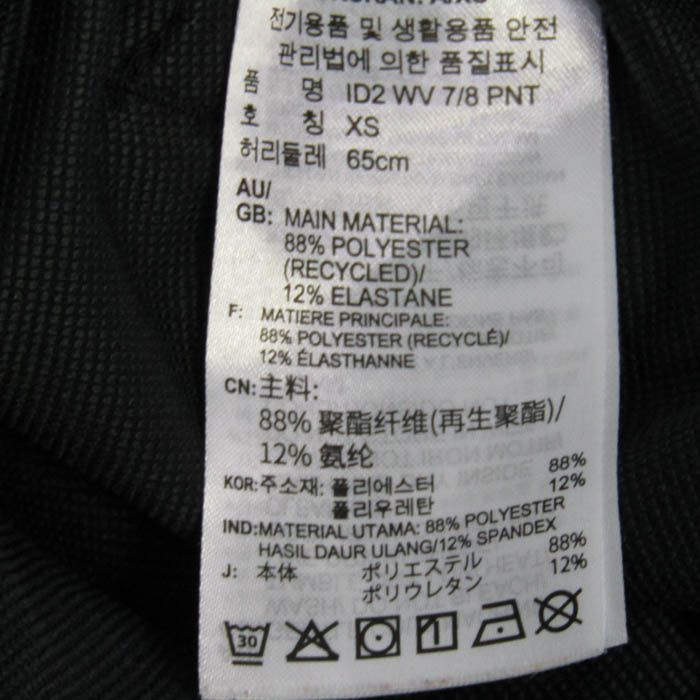 전기용품 및 생활용품 안전
관리법에 의한 품질표시
품 명 ID2 WV 7/8 PNT
호 칭 XS
허리둘레 65cm
AU/
GB: MAIN MATERIAL:
88% POLYESTER
(RECYCLED)/
12% ELASTANE
F: MATIERE PRINCIPALE:
88% POLYESTER (RECYCLÉ)/
12% ÉLASTHANNE
CN:主料:
88% 聚酯纤维(再生聚酯)/
12% 氨纶
KOR:주소재: 폴리에스터 88%
폴리우레탄 12%
IND:MATERIAL UTAMA: 88% POLYESTER
HASIL DAUR ULANG/12% SPANDEX
J: 本体 ポリエステル 88%
ポリウレタン 12%
30